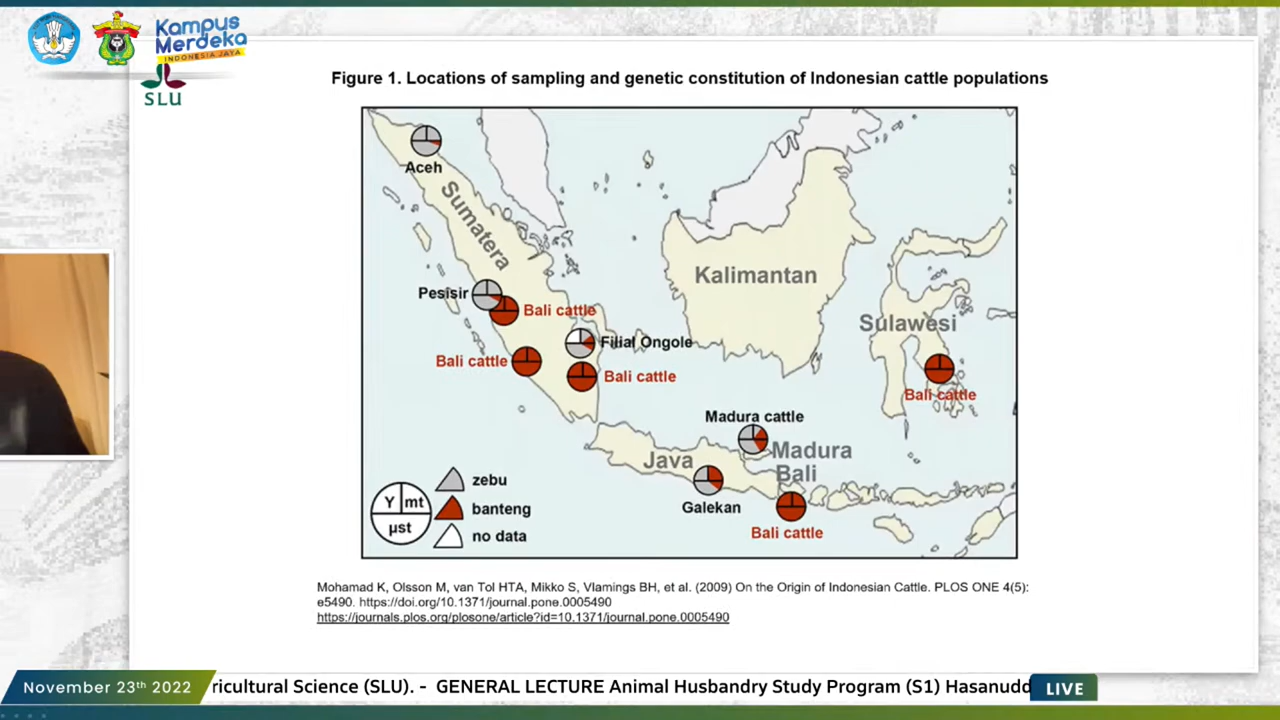 Kampus
Merdeka
INDONESIA JAYA
SLU
Figure 1. Locations of sampling and genetic constitution of Indonesian cattle populations
Aceh
Sumatera
Kalimantan
Pesisir
Bali cattle
Sulawesi
Filial Ongole
Bali cattle
Bali cattle
Bali cattle
Madura cattle
Madura
Java
Bali
Galekan
Bali cattle
Y mt
µst
zebu
banteng
no data
Mohamad K, Olsson M, van Tol HTA, Mikko S, Vlamings BH, et al. (2009) On the Origin of Indonesian Cattle. PLOS ONE 4(5):
e5490. https://doi.org/10.1371/journal.pone.0005490
https://journals.plos.org/plosone/article?id=10.1371/journal.pone.0005490
November 23th 2022
ricultural Science (SLU). - GENERAL LECTURE Animal Husbandry Study Program (S1) Hasanudd
LIVE